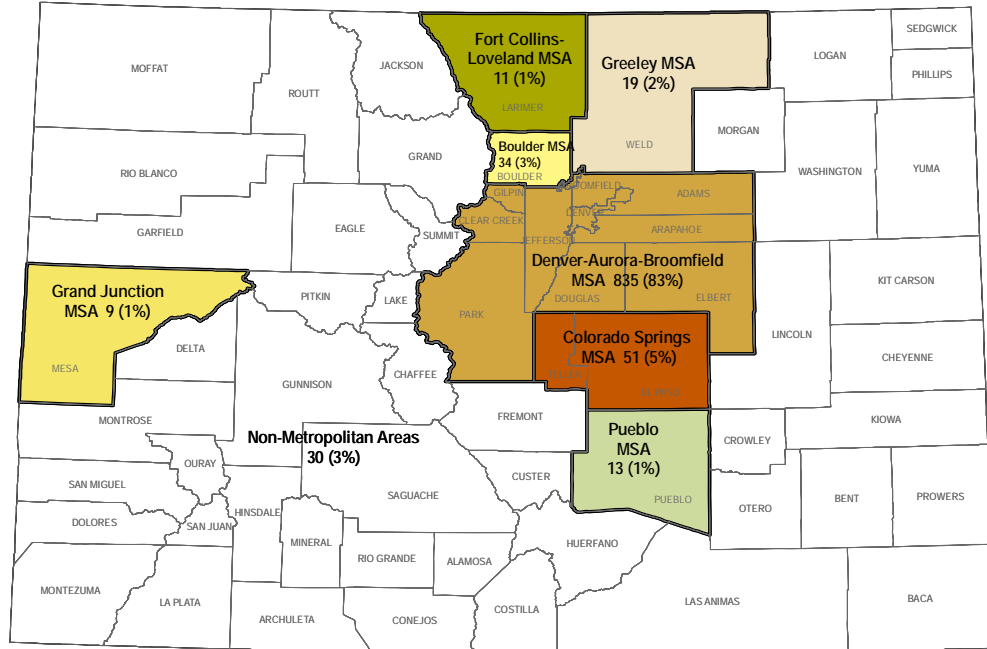 SEDGWICK
LOGAN
PHILLIPS
Fort Collins-
Loveland MSA
11 (1%)
LARIMER
Greeley MSA
19 (2%)
WELD
MOFFAT
JACKSON
ROUTT
MORGAN
Boulder MSA
34 (3%)
BOULDER
GRAND
RIO BLANCO
WASHINGTON
YUMA
GILPIN
ADAMS
CLEAR CREEK
JEFFERSON
ARAPAHOE
GARFIELD
EAGLE
SUMMIT
Denver-Aurora-Broomfield
MSA 835 (83%)
DOUGLAS
ELBERT
PARK
KIT CARSON
Grand Junction
MSA 9 (1%)
MESA
PITKIN
LAKE
Colorado Springs
MSA 51 (5%)
LINCOLN
DELTA
CHEYENNE
GUNNISON
CHAFFEE
MONTROSE
FREMONT
KIOWA
Non-Metropolitan Areas
30 (3%)
Pueblo
MSA
13 (1%)
PUEBLO
CROWLEY
OURAY
SAN MIGUEL
CUSTER
SAGUACHE
OTERO
BENT
PROWERS
DOLORES
SAN JUAN
HINSDALE
MINERAL
RIO GRANDE
ALAMOSA
HUERFANO
MONTEZUMA
LA PLATA
ARCHULETA
CONEJOS
COSTILLA
LAS ANIMAS
BACA